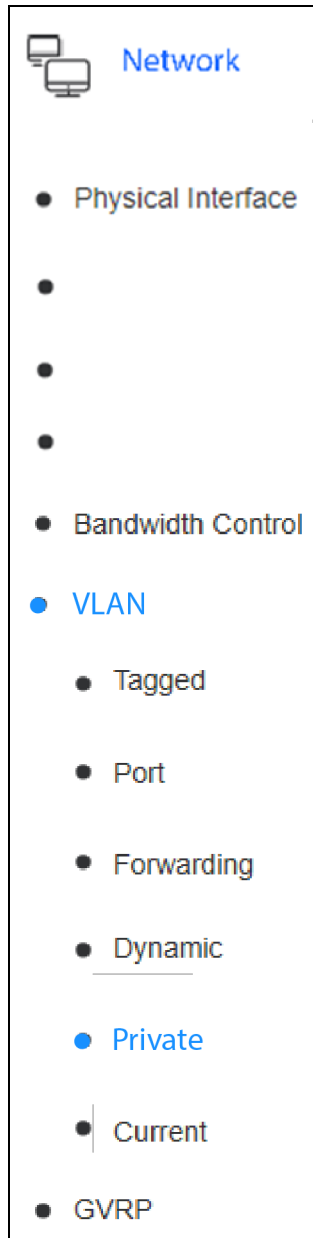 Network
Physical Interface
Bandwidth Control
VLAN
Tagged
Port
Forwarding
Dynamic
Private
Current
GVRP